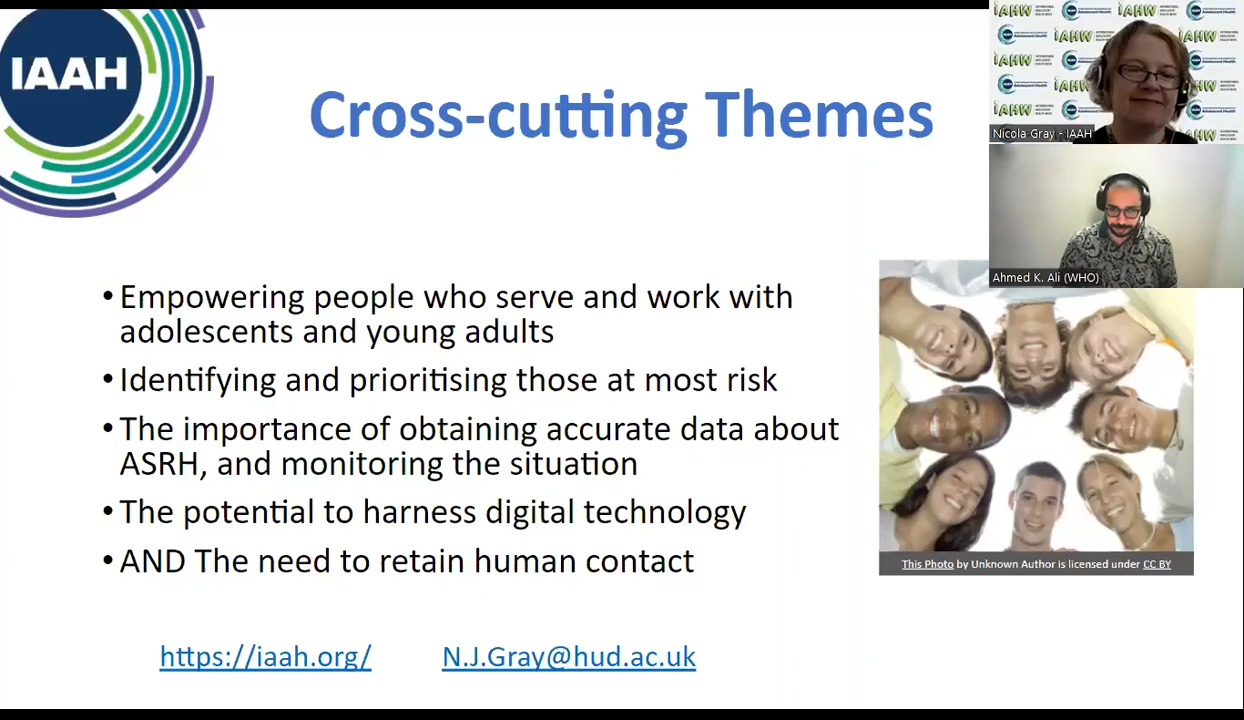 IAAH
Cross-cutting Themes
•Empowering people who serve and work with
adolescents and young adults
•Identifying and prioritising those at most risk
•The importance of obtaining accurate data about
ASRH, and monitoring the situation
•The potential to harness digital technology
•AND The need to retain human contact
https://iaah.org/ N.J.Gray@hud.ac.uk
This Photo by Unknown Author is licensed under CC BY
iAHW
Nicola Gray - IAAH
Ahmed K. Ali (WHO)